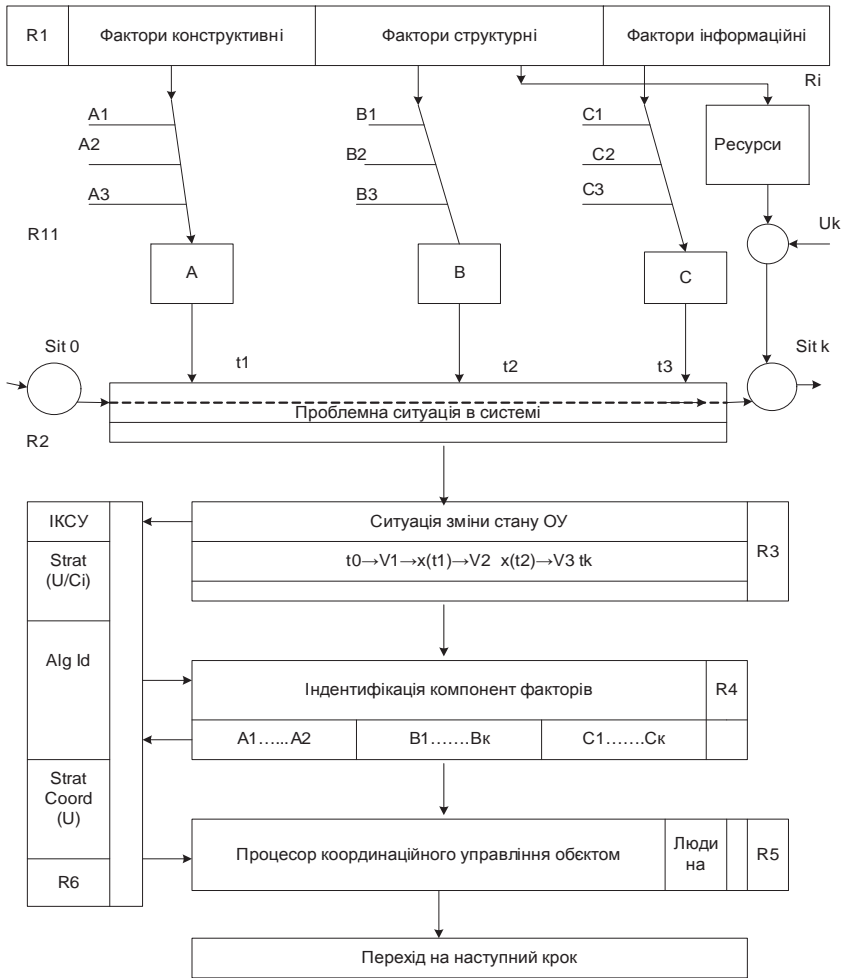 R1
Фактори конструктивні
Фактори структурні
Фактори інформаційні
Ri
A1
A2
A3
B1
B2
B3
C1
C2
C3
Ресурси
R11
Uk
A
B
C
Sit 0
t1
t2
t3
Sit k
Проблемна ситуація в системі
R2
ІКСУ
Strat
(U/Ci)
Alg Id
Strat
Coord
(U)
R6
Ситуація зміни стану ОУ
R3
t0→V1→x(t1)→V2 x(t2)→V3 tk
Індентифікація компонент факторів
R4
A1…...A2
B1…….Вк
C1…….Ск
Процесор координаційного управління обєктом
Люди
на
R5
Перехід на наступний крок